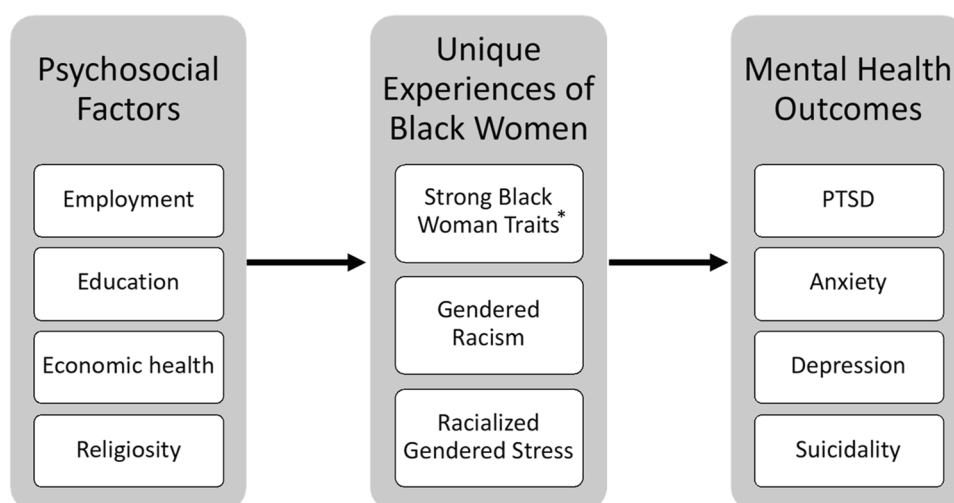 Psychosocial
Factors
Employment
Education
Economic health
Religiosity
Unique
Experiences of
Black Women
Strong Black
Woman Traits*
Gendered
Racism
Racialized
Gendered Stress
Mental Health
Outcomes
PTSD
Anxiety
Depression
Suicidality